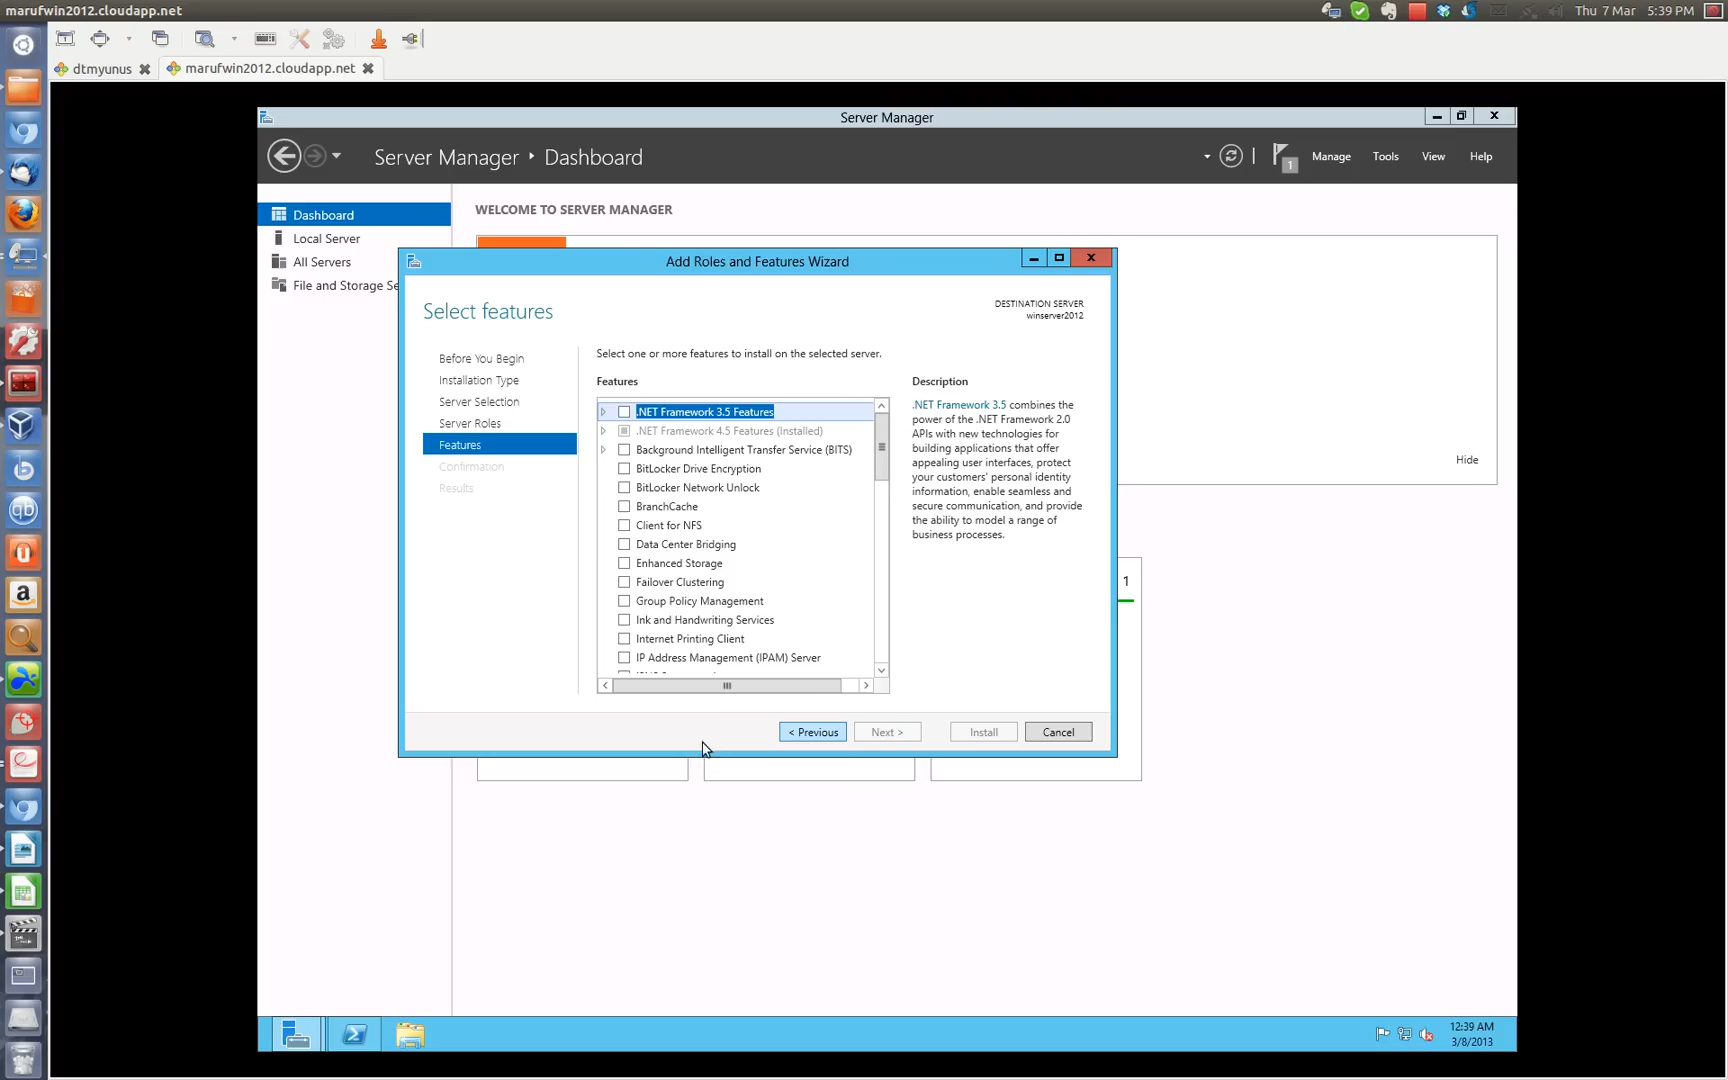 marufwin2012.cloudapp.net
Thu 7 Mar 5:39 PM
dtmyunus
marufwin2012.cloudapp.net
Server Manager
Server Manager Dashboard
1
Manage
Tools
View
Help
Dashboard
Local Server
All Servers
File and Storage Se
WELCOME TO SERVER MANAGER
Hide
1
Add Roles and Features Wizard
Select features
DESTINATION SERVER
winserver2012
Before You Begin
Installation Type
Server Selection
Server Roles
Features
Confirmation
Results
Select one or more features to install on the selected server.
Features
.NET Framework 3.5 Features
.NET Framework 4.5 Features (Installed)
Background Intelligent Transfer Service (BITS)
BitLocker Drive Encryption
BitLocker Network Unlock
BranchCache
Client for NFS
Data Center Bridging
Enhanced Storage
Failover Clustering
Group Policy Management
Ink and Handwriting Services
Internet Printing Client
IP Address Management (IPAM) Server
Description
.NET Framework 3.5 combines the
power of the .NET Framework 2.0
APIs with new technologies for
building applications that offer
appealing user interfaces, protect
your customers' personal identity
information, enable seamless and
secure communication, and provide
the ability to model a range of
business processes.
< Previous
Next >
Install
Cancel
12:39 AM
3/8/2013